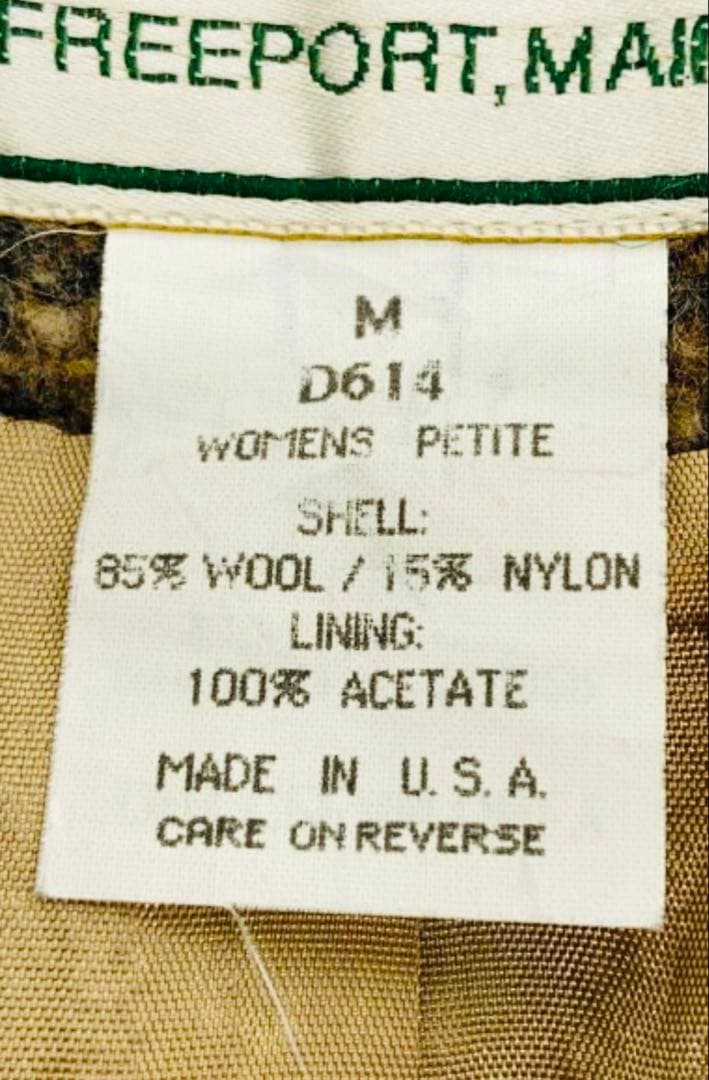 FREEPORT, MAI
M
D614
WOMENS PETITE
SHELL:
85% WOOL / 15% NYLON
LINING:
100% ACETATE
MADE IN U.S.A.
CARE ON REVERSE